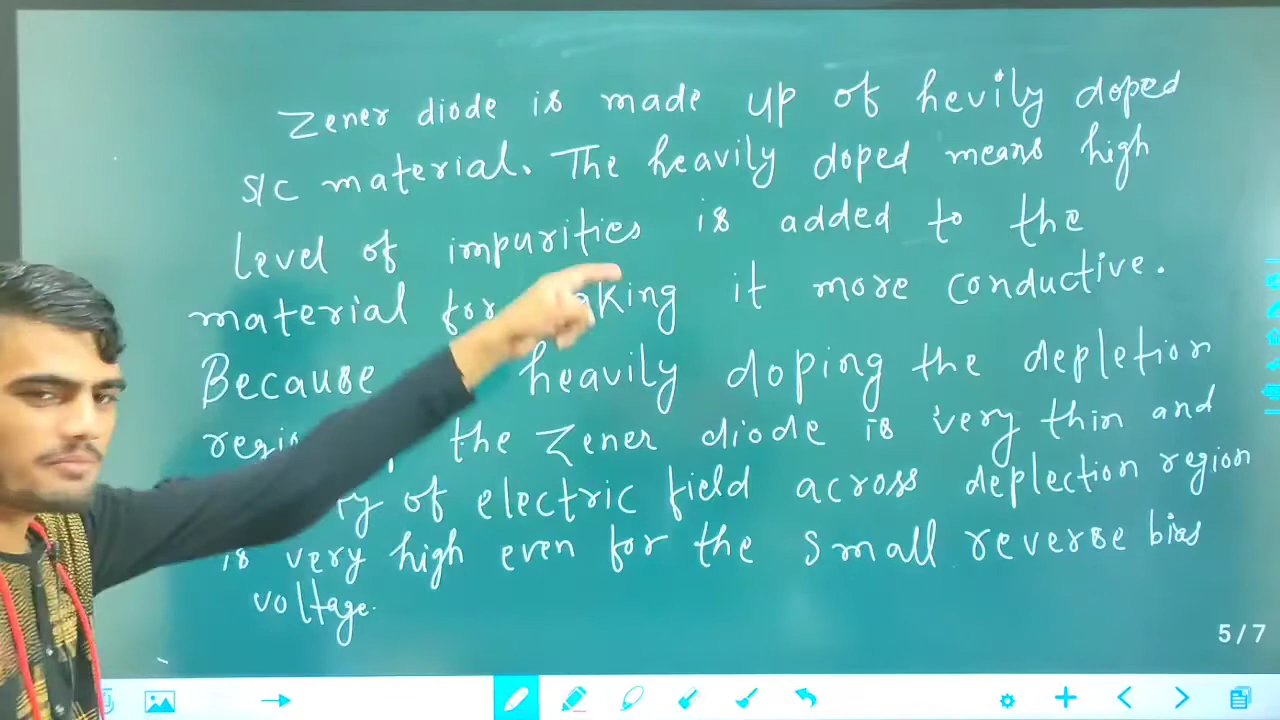 Zener diode is made up of hevily doped
S/C material. The heavily doped means high
level of impurities is added to the
material for making it more conductive.
Because heavily doping the depletion
the Zener diode is very thin and
of electric field across deplection region
is very high even for the small reverse bias
voltage.
5/7